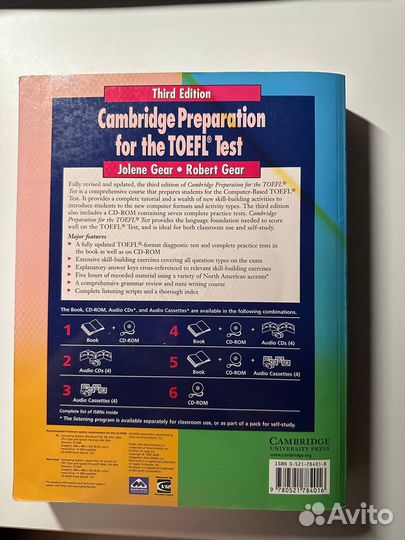 Third Edition
Cambridge Preparation
for the TOEFL® Test
Jolene Gear • Robert Gear
Fully revised and updated, the third edition of Cambridge Preparation for the TOEFL®
Test is a comprehensive course that prepares students for the Computer-Based TOEFL®
Test. It provides a complete tutorial and a wealth of new skill-building activities to
introduce students to the new computer formats and activity types. The third edition
also includes a CD-ROM containing seven complete practice tests. Cambridge
Preparation for the TOEFL® Test provides the language foundation needed to score
well on the TOEFL® Test, and is ideal for both classroom use and self-study.
Major features
A fully updated TOEFL®-format diagnostic test and complete practice tests
in the book as well as on CD-ROM
Extensive skill-building exercises covering all question types on the exam
Explanatory answer keys cross-referenced to relevant skill-building exercises
Five hours of recorded material using a variety of North American accents*
A comprehensive grammar review and mini writing course
Complete listening scripts and a thorough index
The Book, CD-ROM, Audio CDs*, and Audio Cassettes* are available in the following combinations.
1 Book + CD-ROM
4 Book + CD-ROM + Audio CDs (4)
2 Audio CDs (4)
5 Book + CD-ROM + Audio Cassettes (4)
3 Audio Cassettes (4)
6 CD-ROM
Complete list of ISBNs inside
* The listening program is available separately for classroom use, or as part of a pack for self-study.
CAMBRIDGE
UNIVERSITY PRESS
www.cambridge.org
ISBN 0-521-78401-8
9 780521 784016
Avito